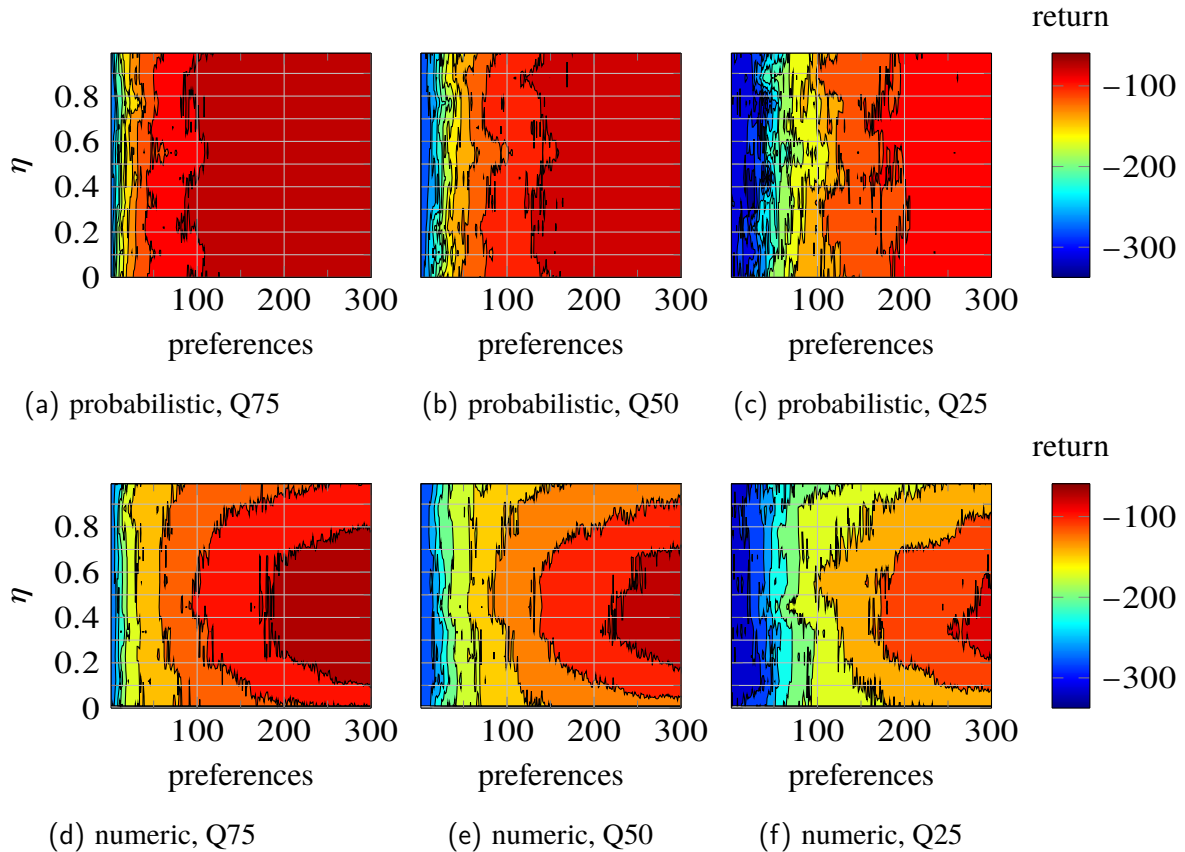 return
η
0.8
0.6
0.4
0.2
0
100 200 300
100 200 300
100 200 300
−100
−200
−300
preferences
preferences
preferences
(a) probabilistic, Q75
(b) probabilistic, Q50
(c) probabilistic, Q25
return
η
0.8
0.6
0.4
0.2
0
100 200 300
100 200 300
100 200 300
−100
−200
−300
preferences
preferences
preferences
(d) numeric, Q75
(e) numeric, Q50
(f) numeric, Q25